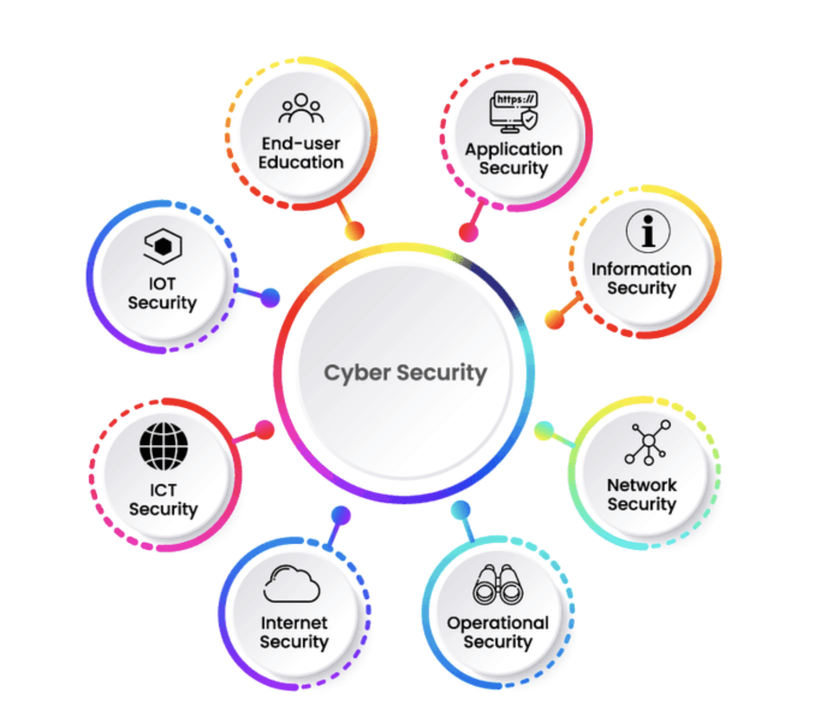 End-user
Education
https://
Application
Security
i
Information
Security
Network
Security
Operational
Security
Internet
Security
ICT
Security
IOT
Security
Cyber Security